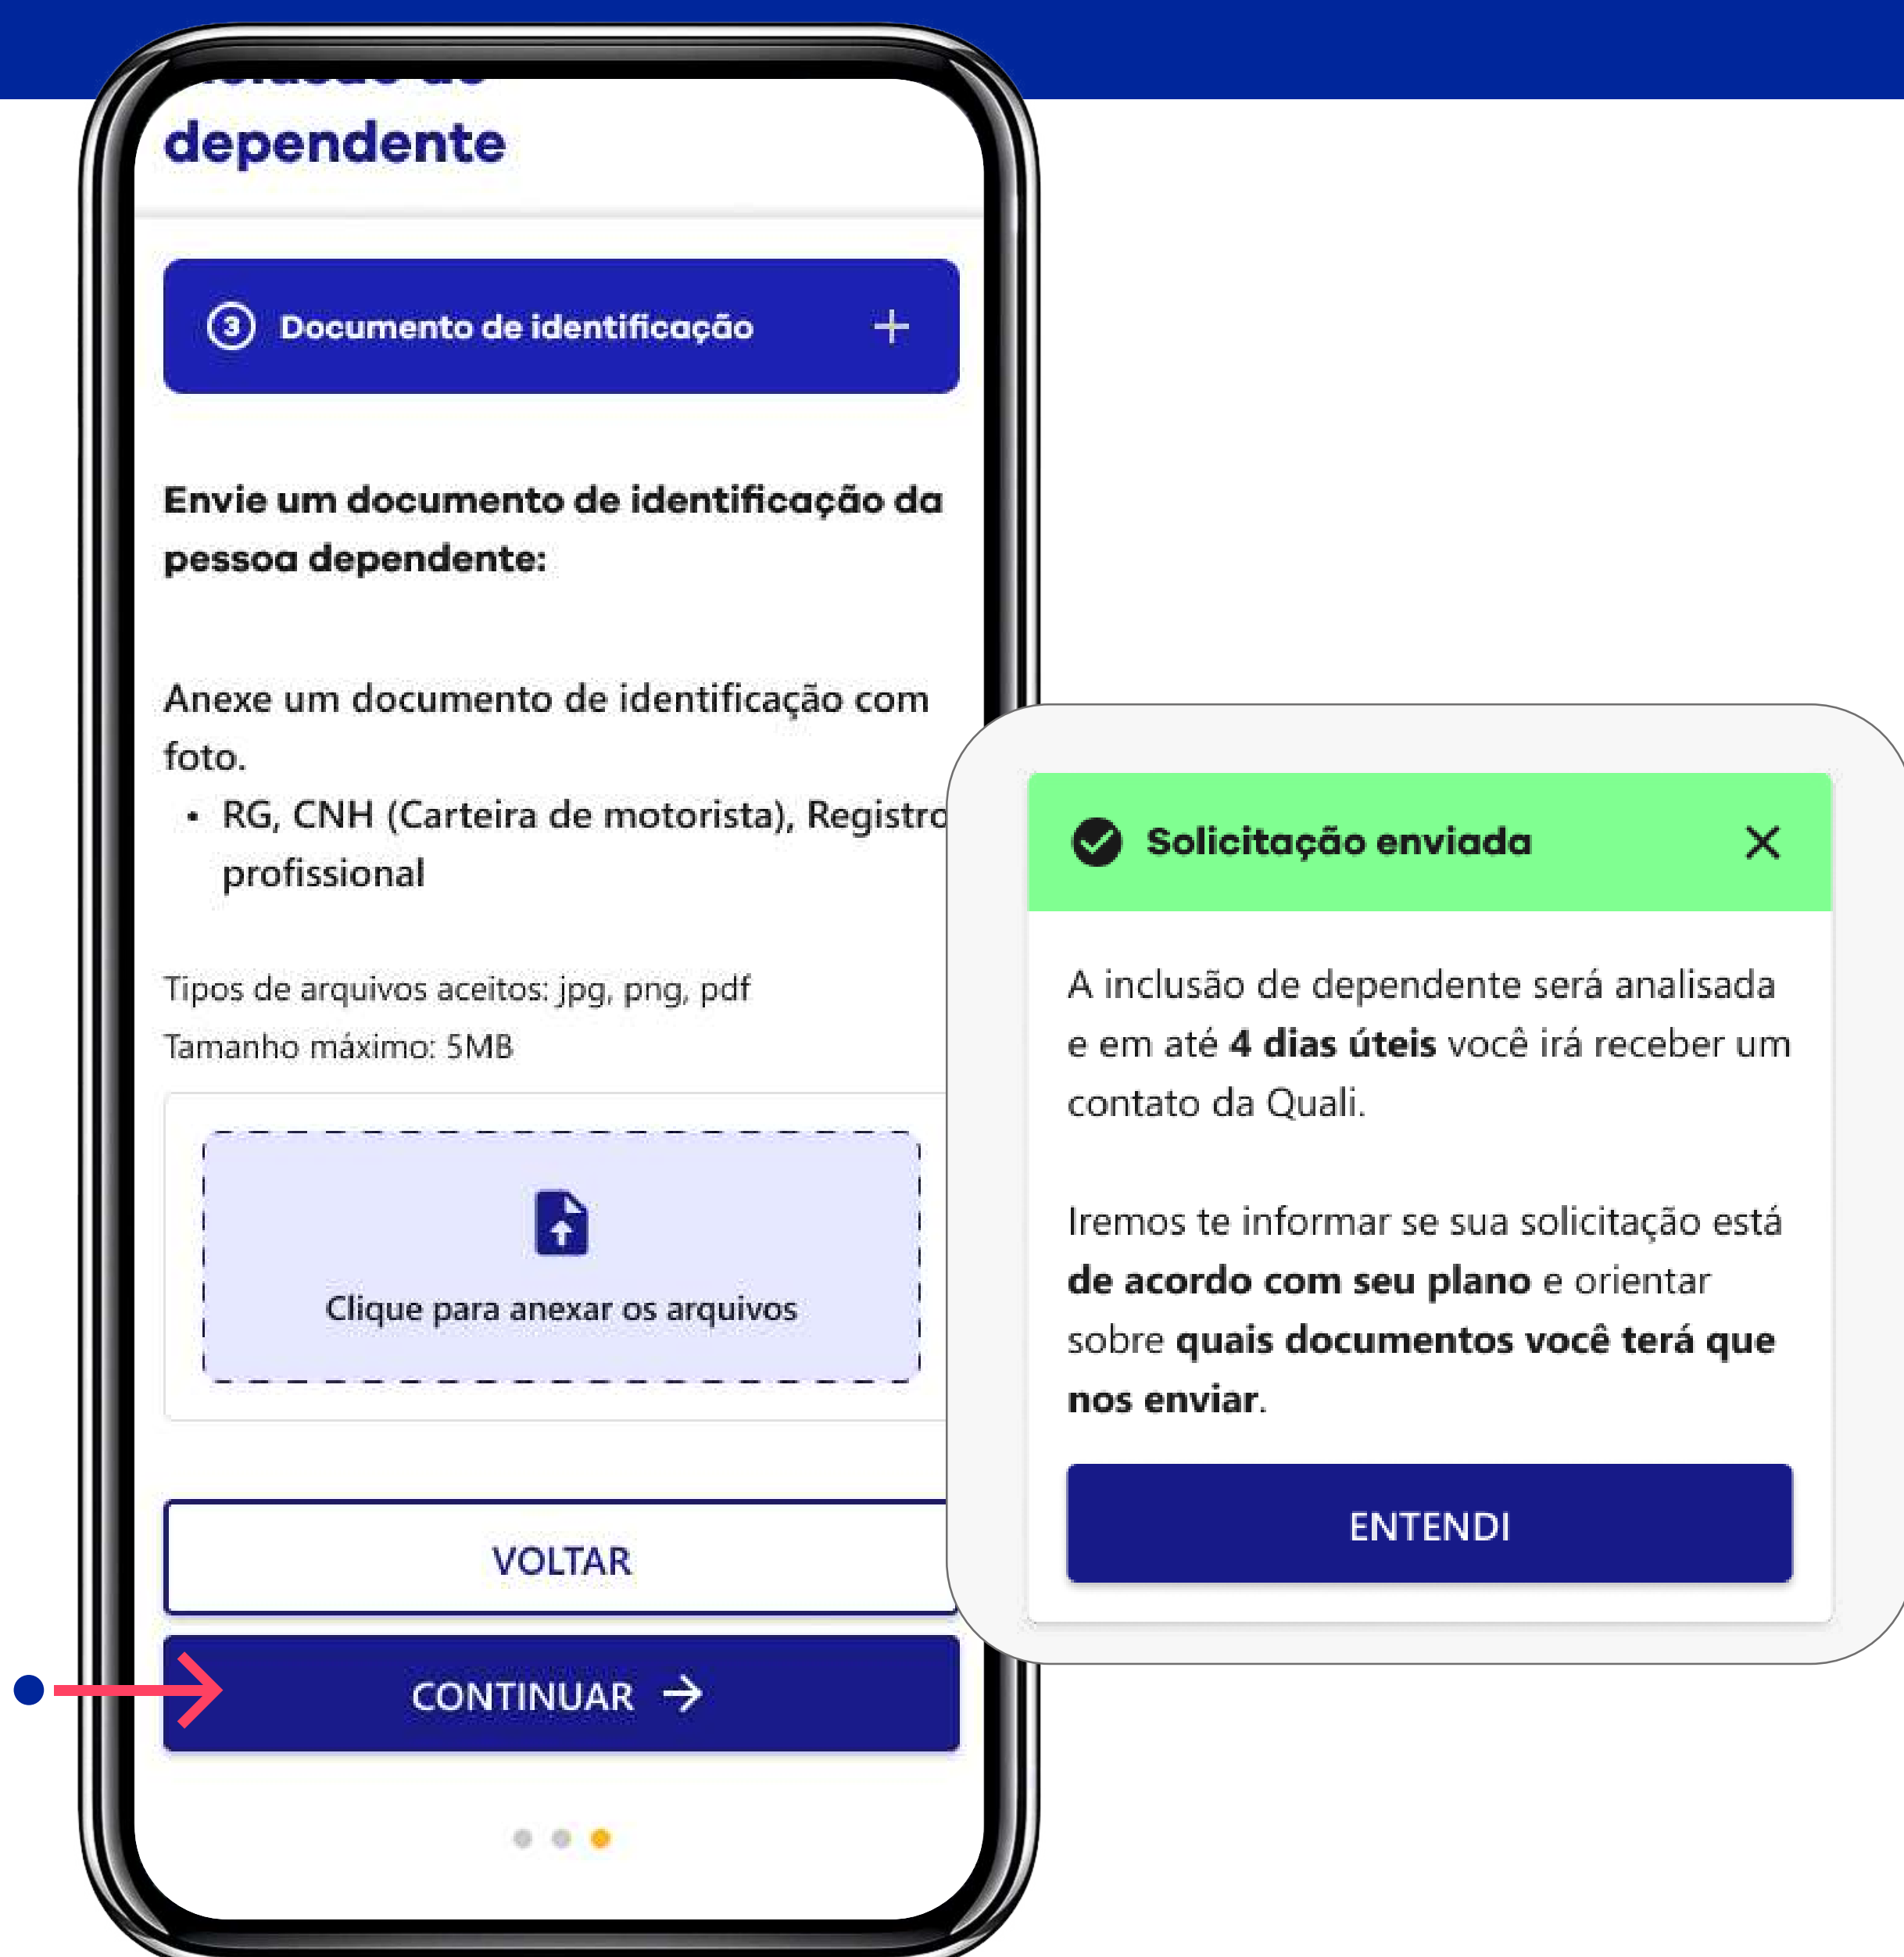 dependente
3 Documento de identificação
Envie um documento de identificação da
pessoa dependente:
Anexe um documento de identificação com
foto.
• RG, CNH (Carteira de motorista), Registro
profissional
Tipos de arquivos aceitos: jpg, png, pdf
Tamanho máximo: 5MB
Clique para anexar os arquivos
VOLTAR
CONTINUAR
Solicitação enviada
A inclusão de dependente será analisada
e em até 4 dias úteis você irá receber um
contato da Quali.
Iremos te informar se sua solicitação está
de acordo com seu plano e orientar
sobre quais documentos você terá que
nos enviar.
ENTENDI